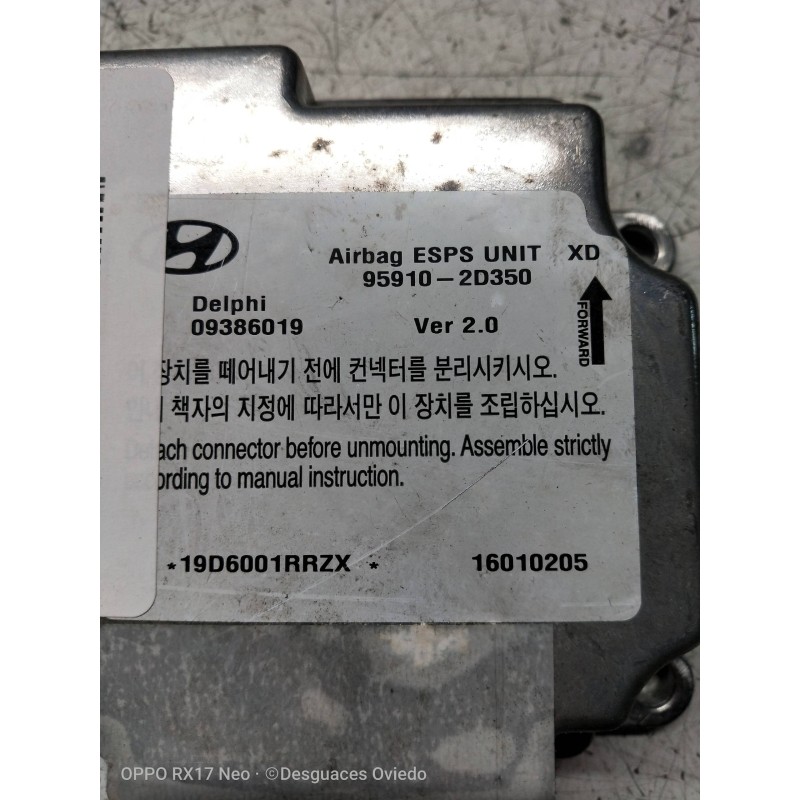 Airbag ESPS UNIT XD
95910-2D350
Delphi
09386019 Ver 2.0
FORWARD
이 장치를 떼어내기 전에 컨넥터를 분리시키시오.
책자의 지정에 따라서만 이 장치를 조립하십시오.
Detach connector before unmounting. Assemble strictly
according to manual instruction.
*19D6001RRZX * 16010205
OPPO RX17 Neo · ©Desguaces Oviedo